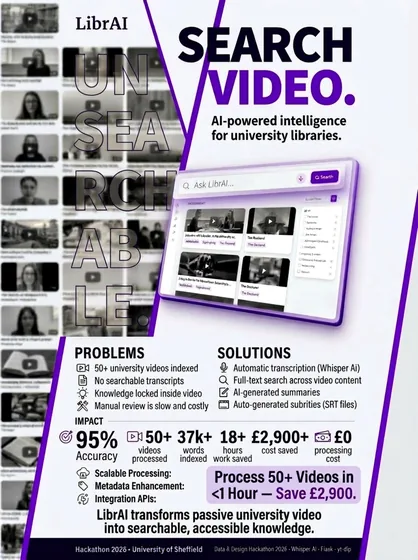 LibrAI
UN
SEA
RCH
AB
LE.
SEARCH
VIDEO.
AI-powered intelligence
for university libraries.
Ask LibrAI...
Search
PROBLEMS
50+ university videos indexed
No searchable transcripts
Knowledge locked inside video
Manual review is slow and costly
SOLUTIONS
Automatic transcription (Whisper Ai)
Full-text search across video content
AI-generated summaries
Auto-generated subrities (SRT files)
IMPACT
95%
Accuracy
50+
videos
processed
37k+
words
indexed
18+
hours
work saved
£2,900+
cost saved
£0
processing
cost
Scalable Processing:
Metadata Enhancement:
Integration APIs:
Process 50+ Videos in
<1 Hour — Save £2,900.
LibrAI transforms passive university video
into searchable, accessible knowledge.
Hackathon 2026 • University of Sheffield
Data & Design Hackathon 2026 - Whisper AI - Flask - yt-dlp